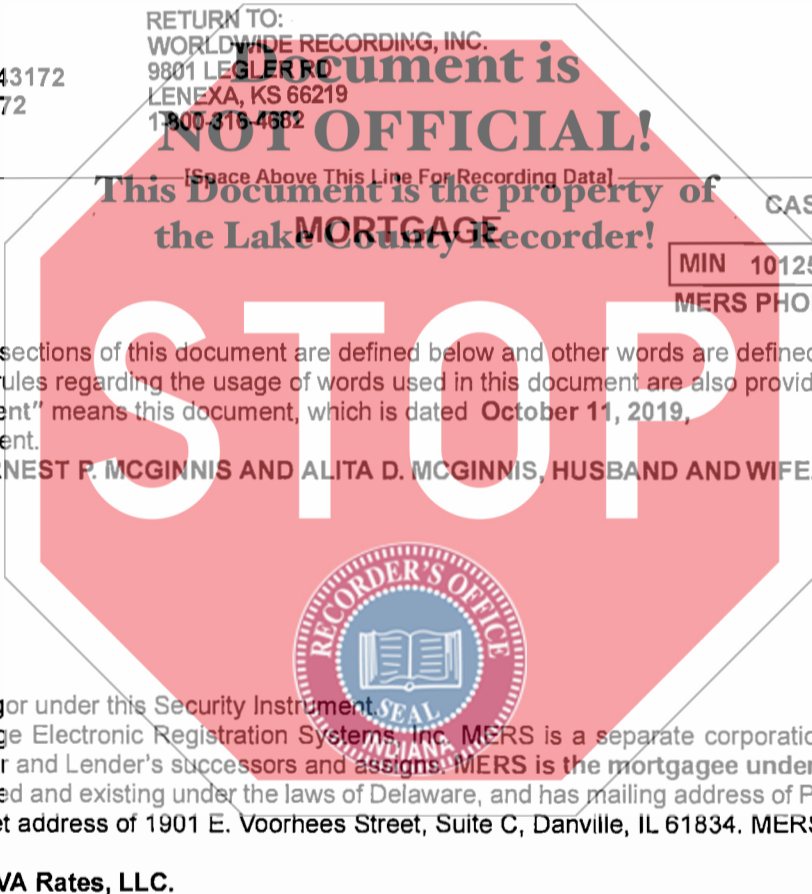 RETURN TO:
WORLDWIDE RECORDING, INC.
43172 9801 LEGLER RD
72 LENEXA, KS 66219
1-800-316-4682
Document is
NOT OFFICIAL!
[Space Above This Line For Recording Data]
This Document is the property of
the Lake County Recorder!
CAS
MORTGAGE
MIN 10125
MERS PHO
STOP
sections of this document are defined below and other words are defined
rules regarding the usage of words used in this document are also provid
ent" means this document, which is dated October 11, 2019,
ent.
NEST P. MCGINNIS AND ALITA D. MCGINNIS, HUSBAND AND WIFE.
RECORDER'S OFFICE
SEAL
INDIANA
gor under this Security Instrument.
ge Electronic Registration Systems, Inc. MERS is a separate corporatio
r and Lender's successors and assigns. MERS is the mortgagee under
ed and existing under the laws of Delaware, and has mailing address of P
et address of 1901 E. Voorhees Street, Suite C, Danville, IL 61834. MERS
VA Rates, LLC.